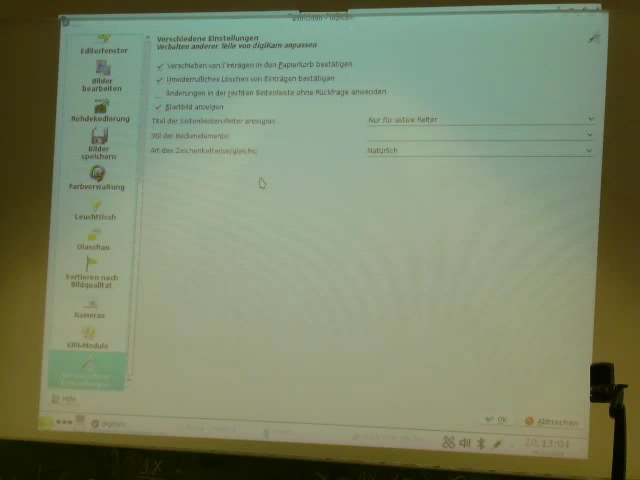 Verschiedene Einstellungen
Verhalten anderer Teile von digiKam anpassen
Verschieben von Einträgen in den Papierkorb bestätigen
Unwiderrufliches Löschen von Einträgen bestätigen
Änderungen in der rechten Seitenleiste ohne Rückfrage anwenden
Startbild anzeigen
Titel der Seitenleisten-Reiter anzeigen: Nur für aktive Reiter
Stil der Bedienelemente:
Art des Zeichenkettenvergleichs: Natürlich
Editorfenster
Bilder
bearbeiten
Rohdekodierung
Bilder
speichern
Farbverwaltung
Leuchttisch
Diaschau
Sortieren nach
Bildqualität
Kameras
KIPI-Module
Hilfe
OK
Abbrechen
digikam
20:13:04